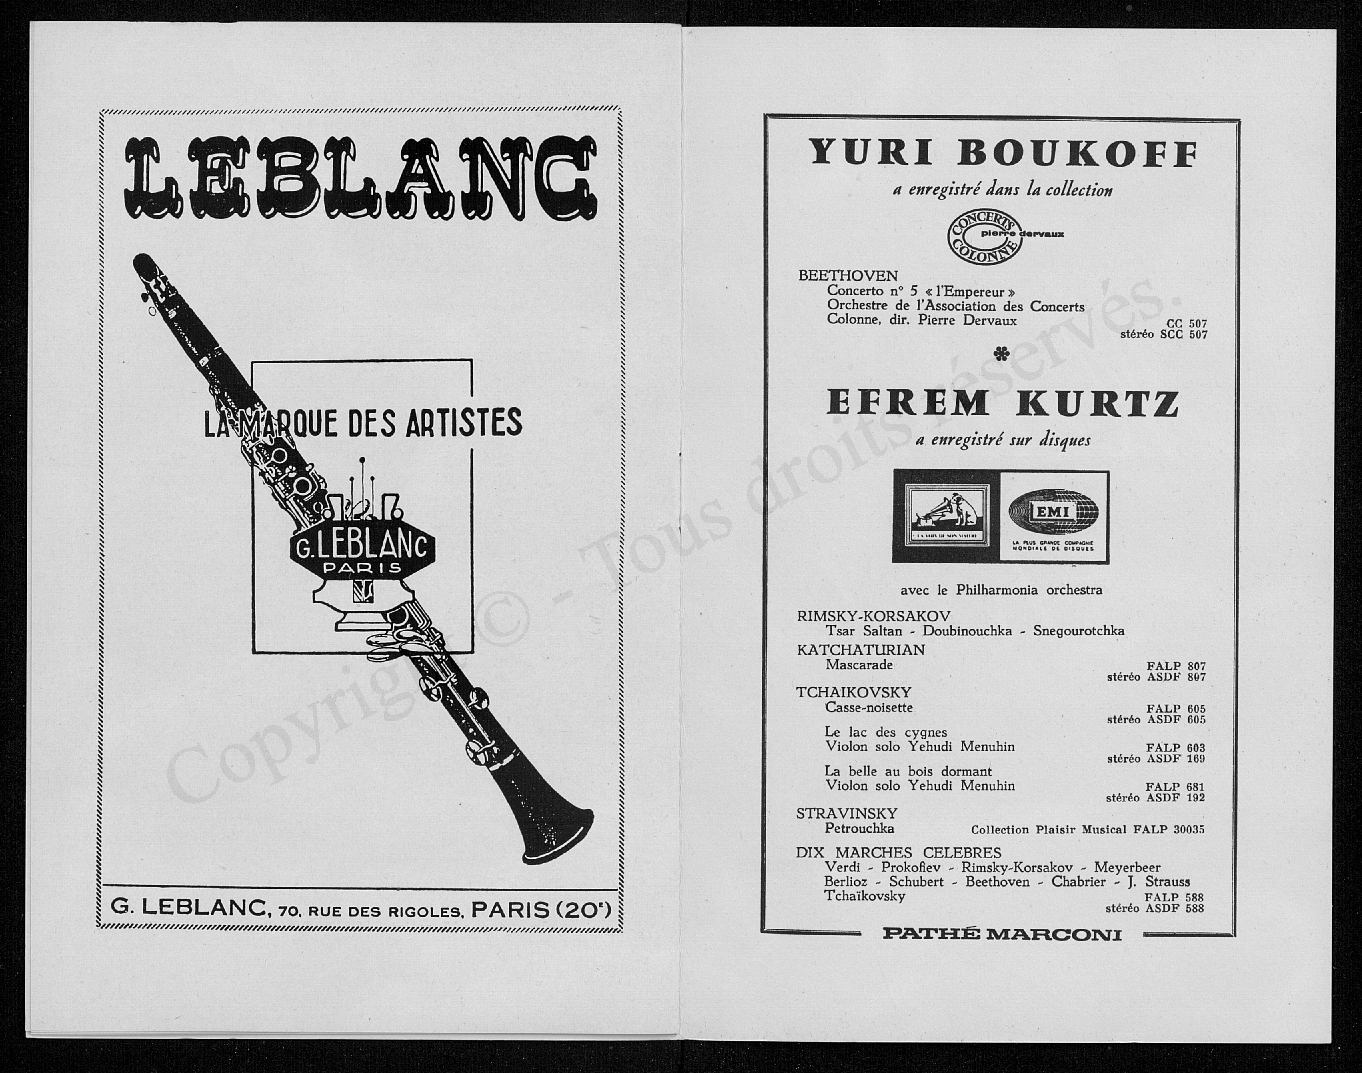 LEBLANC
LA MARQUE DES ARTISTES
G. LEBLANC
PARIS
G. LEBLANC, 70, RUE DES RIGOLES, PARIS (20e)
YURI BOUKOFF
a enregistré dans la collection
CONCERTS
pierre dervaux
COLONNE
BEETHOVEN
Concerto n° 5 « l'Empereur »
Orchestre de l'Association des Concerts
Colonne, dir. Pierre Dervaux CC 507
stéréo SCC 507
EFREM KURTZ
a enregistré sur disques
LA VOIX DE SON MAITRE
EMI
LA PLUS GRANDE COMPAGNIE
MONDIALE DE DISQUES
avec le Philharmonia orchestra
RIMSKY-KORSAKOV
Tsar Saltan - Doubinouchka - Snegourotchka
KATCHATURIAN
Mascarade FALP 807
stéréo ASDF 807
TCHAIKOVSKY
Casse-noisette FALP 605
stéréo ASDF 605
Le lac des cygnes
Violon solo Yehudi Menuhin FALP 603
stéréo ASDF 169
La belle au bois dormant
Violon solo Yehudi Menuhin FALP 681
stéréo ASDF 192
STRAVINSKY
Petrouchka Collection Plaisir Musical FALP 30035
DIX MARCHES CELEBRES
Verdi - Prokofiev - Rimsky-Korsakov - Meyerbeer
Berlioz - Schubert - Beethoven - Chabrier - J. Strauss
Tchaïkovsky FALP 588
stéréo ASDF 588
PATHÉ MARCONI
Copyright © - Tous droits réservés.